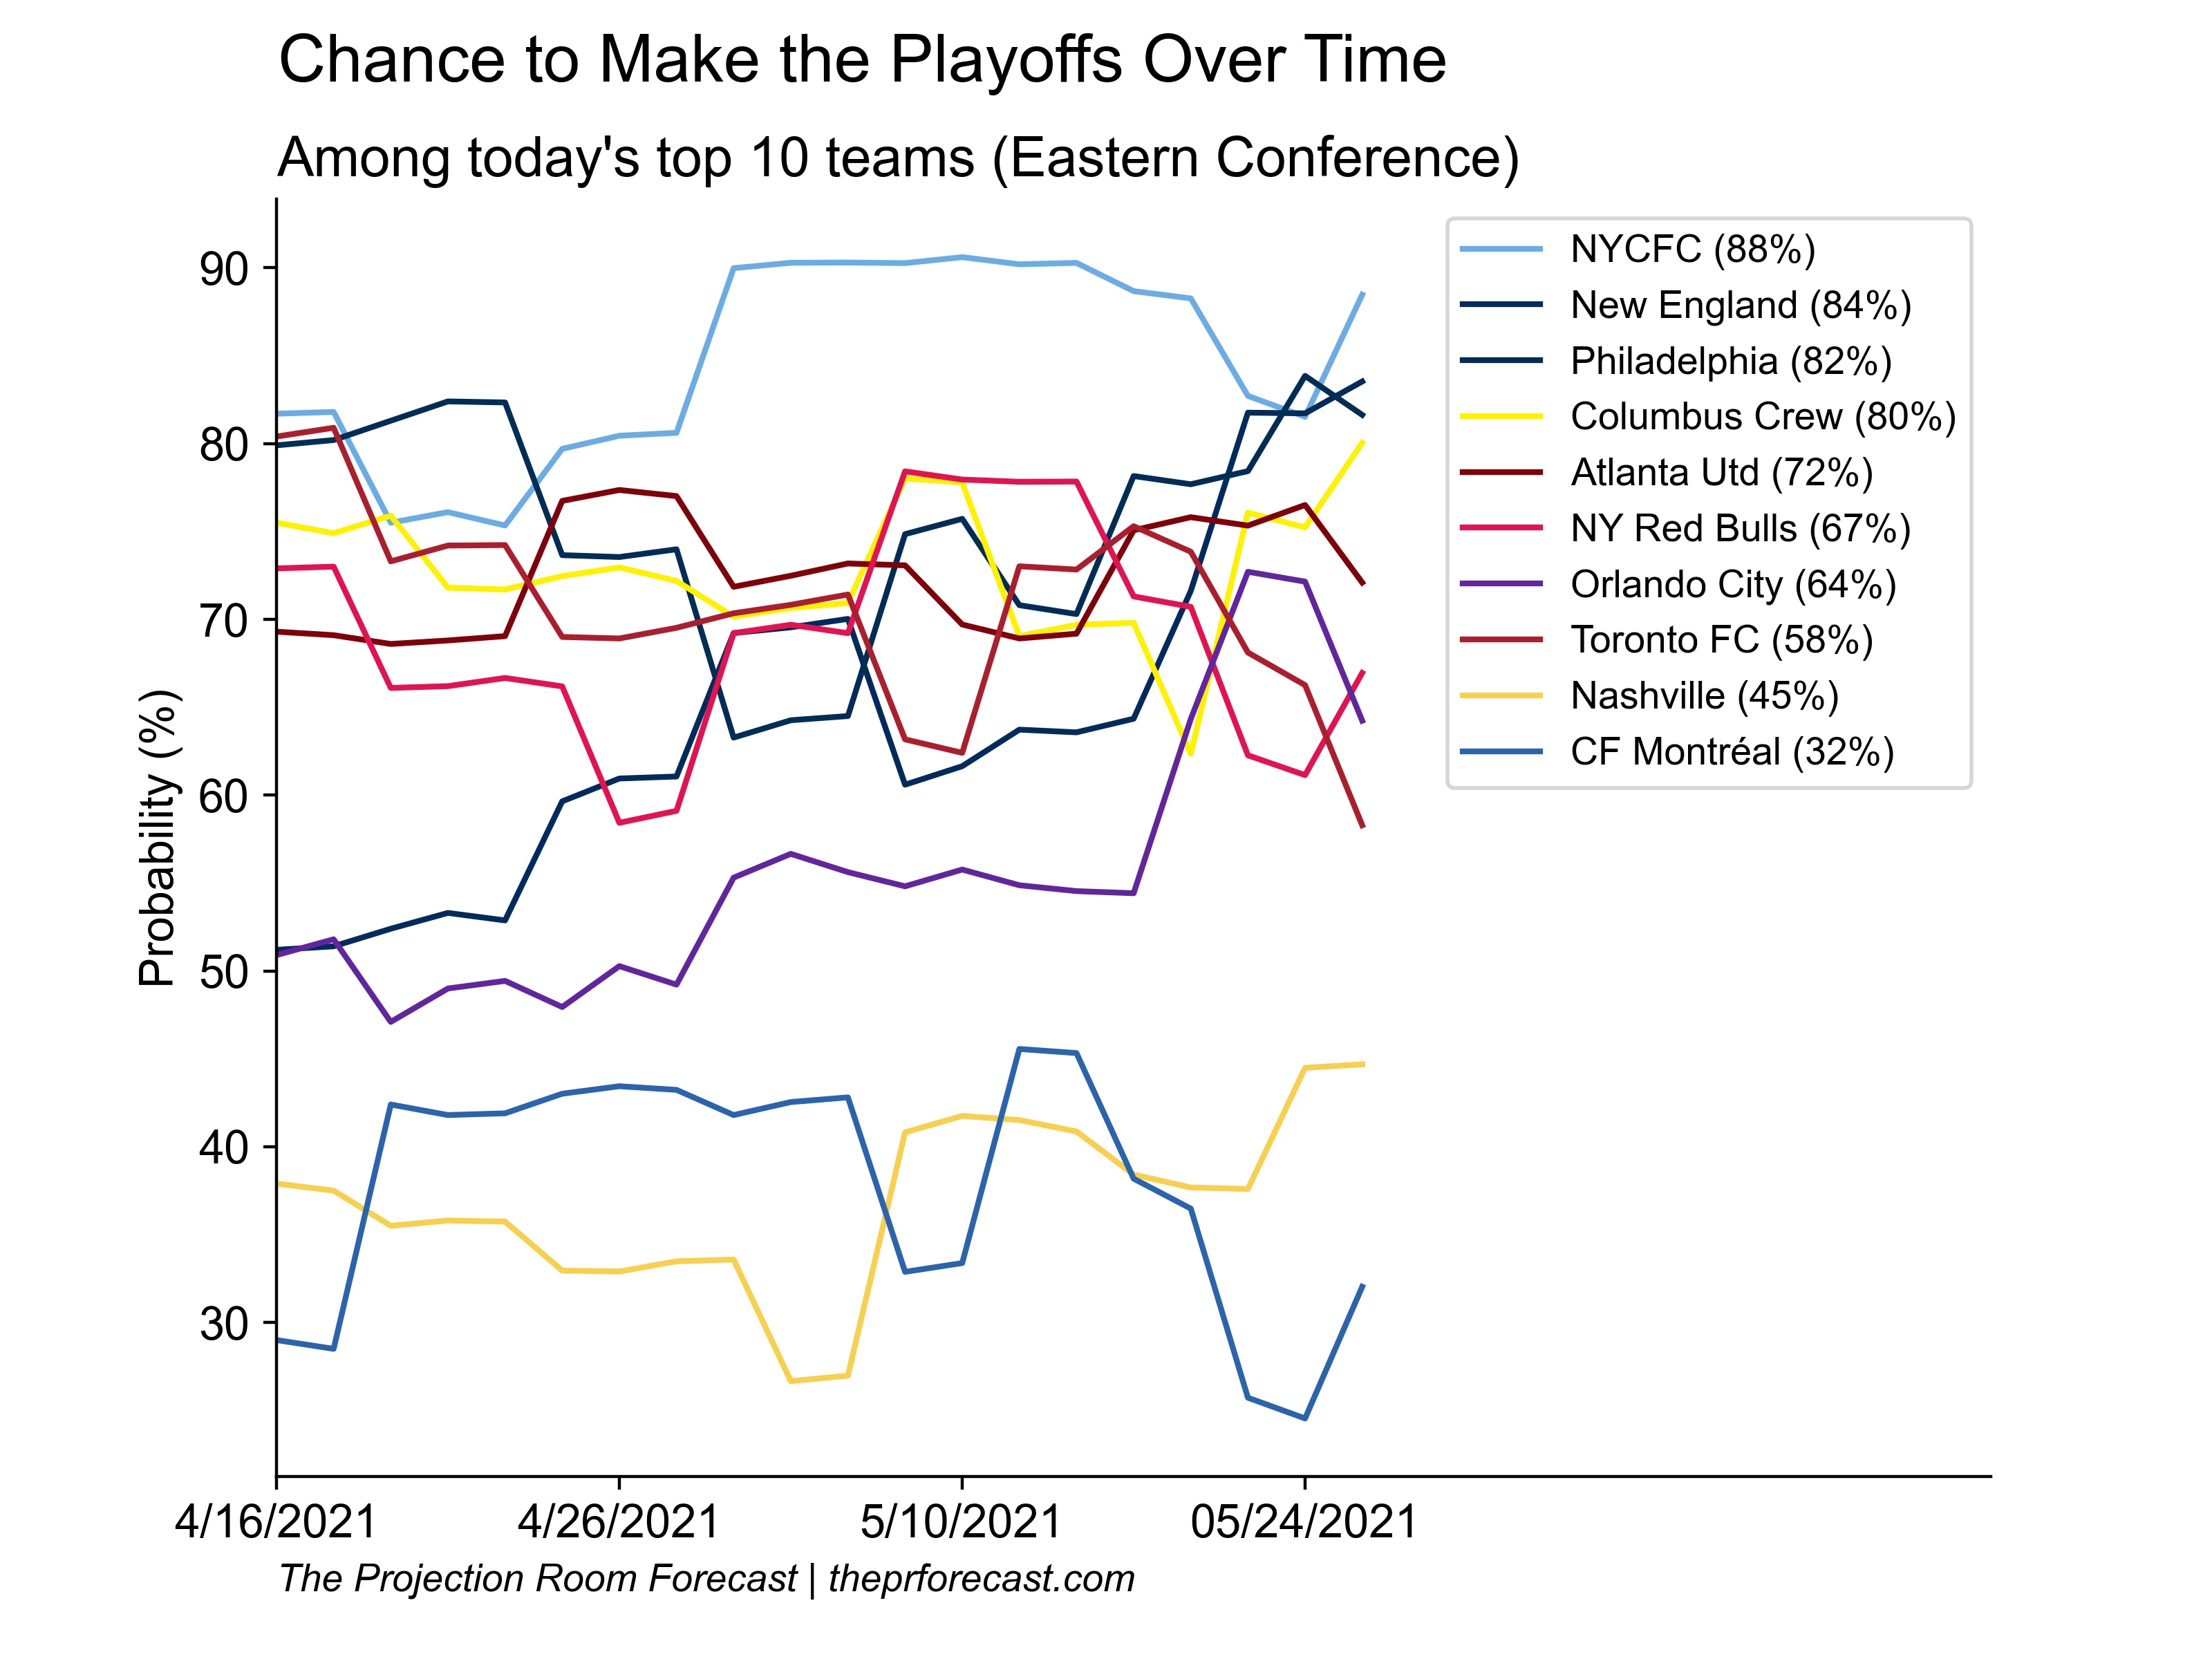 Chance to Make the Playoffs Over Time
Among today's top 10 teams (Eastern Conference)
Probability (%)
90
80
70
60
50
40
30
4/16/2021
4/26/2021
5/10/2021
05/24/2021
NYCFC (88%)
New England (84%)
Philadelphia (82%)
Columbus Crew (80%)
Atlanta Utd (72%)
NY Red Bulls (67%)
Orlando City (64%)
Toronto FC (58%)
Nashville (45%)
CF Montréal (32%)
The Projection Room Forecast | theprforecast.com